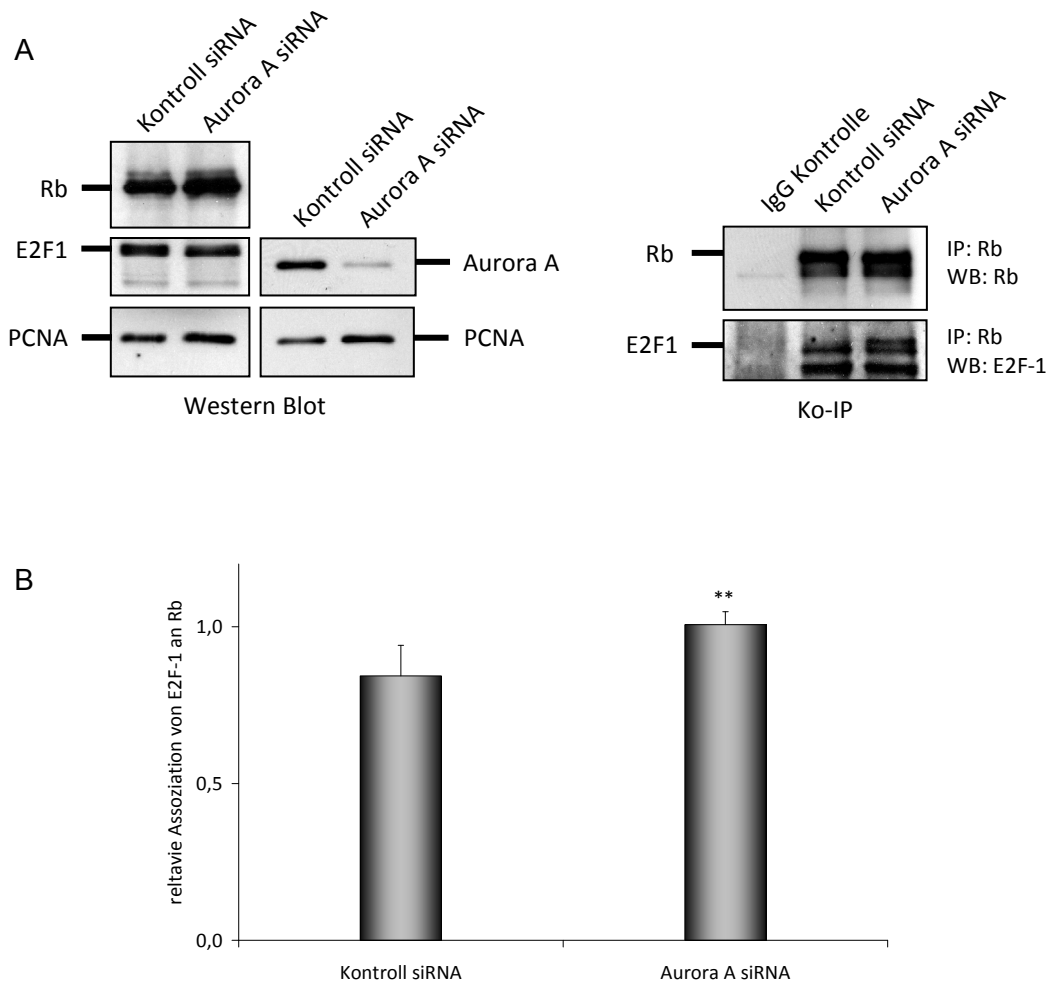 A
Kontroll siRNA
Aurora A siRNA
Rb
E2F1
PCNA
Kontroll siRNA
Aurora A siRNA
Aurora A
PCNA
Western Blot
IgG Kontrolle
Kontroll siRNA
Aurora A siRNA
Rb
IP: Rb
WB: Rb
E2F1
IP: Rb
WB: E2F-1
Ko-IP
B
reltavie Assoziation von E2F-1 an Rb
1,0
0,5
0,0
**
Kontroll siRNA
Aurora A siRNA